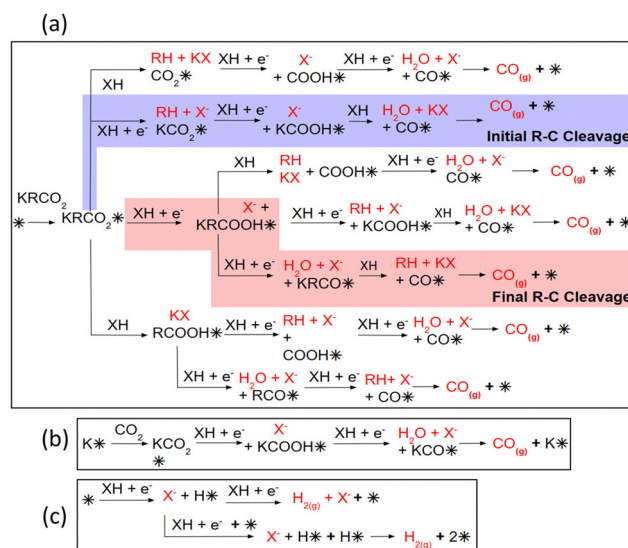 (a)
RH + KX XH + e⁻ X⁻ XH + e⁻ H₂O + X⁻
XH CO₂* → + COOH* → + CO* → CO(g) + *
RH + X⁻ XH + e⁻ X⁻ XH H₂O + KX CO(g) + *
XH + e⁻ KCO₂* → + KCOOH* → + CO* →
Initial R-C Cleavage
XH RH XH + e⁻ H₂O + X⁻
KX + COOH* → CO* → CO(g) + *
KRCO₂ X⁻ + XH + e⁻ RH + X⁻ XH H₂O + KX
* → KRCO₂* XH + e⁻ → KRCOOH* → + KCOOH* → + CO* → CO(g) + *
XH + e⁻ H₂O + X⁻ XH RH + KX
→ + KRCO* → + CO* → CO(g) + *
Final R-C Cleavage
KX XH + e⁻ RH + X⁻ XH + e⁻ H₂O + X⁻
XH → RCOOH* → + → + CO* → CO(g) + *
COOH*
XH + e⁻ H₂O + X⁻ XH + e⁻ RH+ X⁻
→ + RCO* → + CO* → CO(g) + *
(b)
CO₂ XH + e⁻ X⁻ XH + e⁻ H₂O + X⁻
K* → KCO₂ → + KCOOH* → + KCO* → CO(g) + K*
*
(c)
* XH + e⁻ → X⁻ + H* XH + e⁻ → H₂(g) + X⁻ + *
XH + e⁻ + * → X⁻ + H* + H* → H₂(g) + 2*